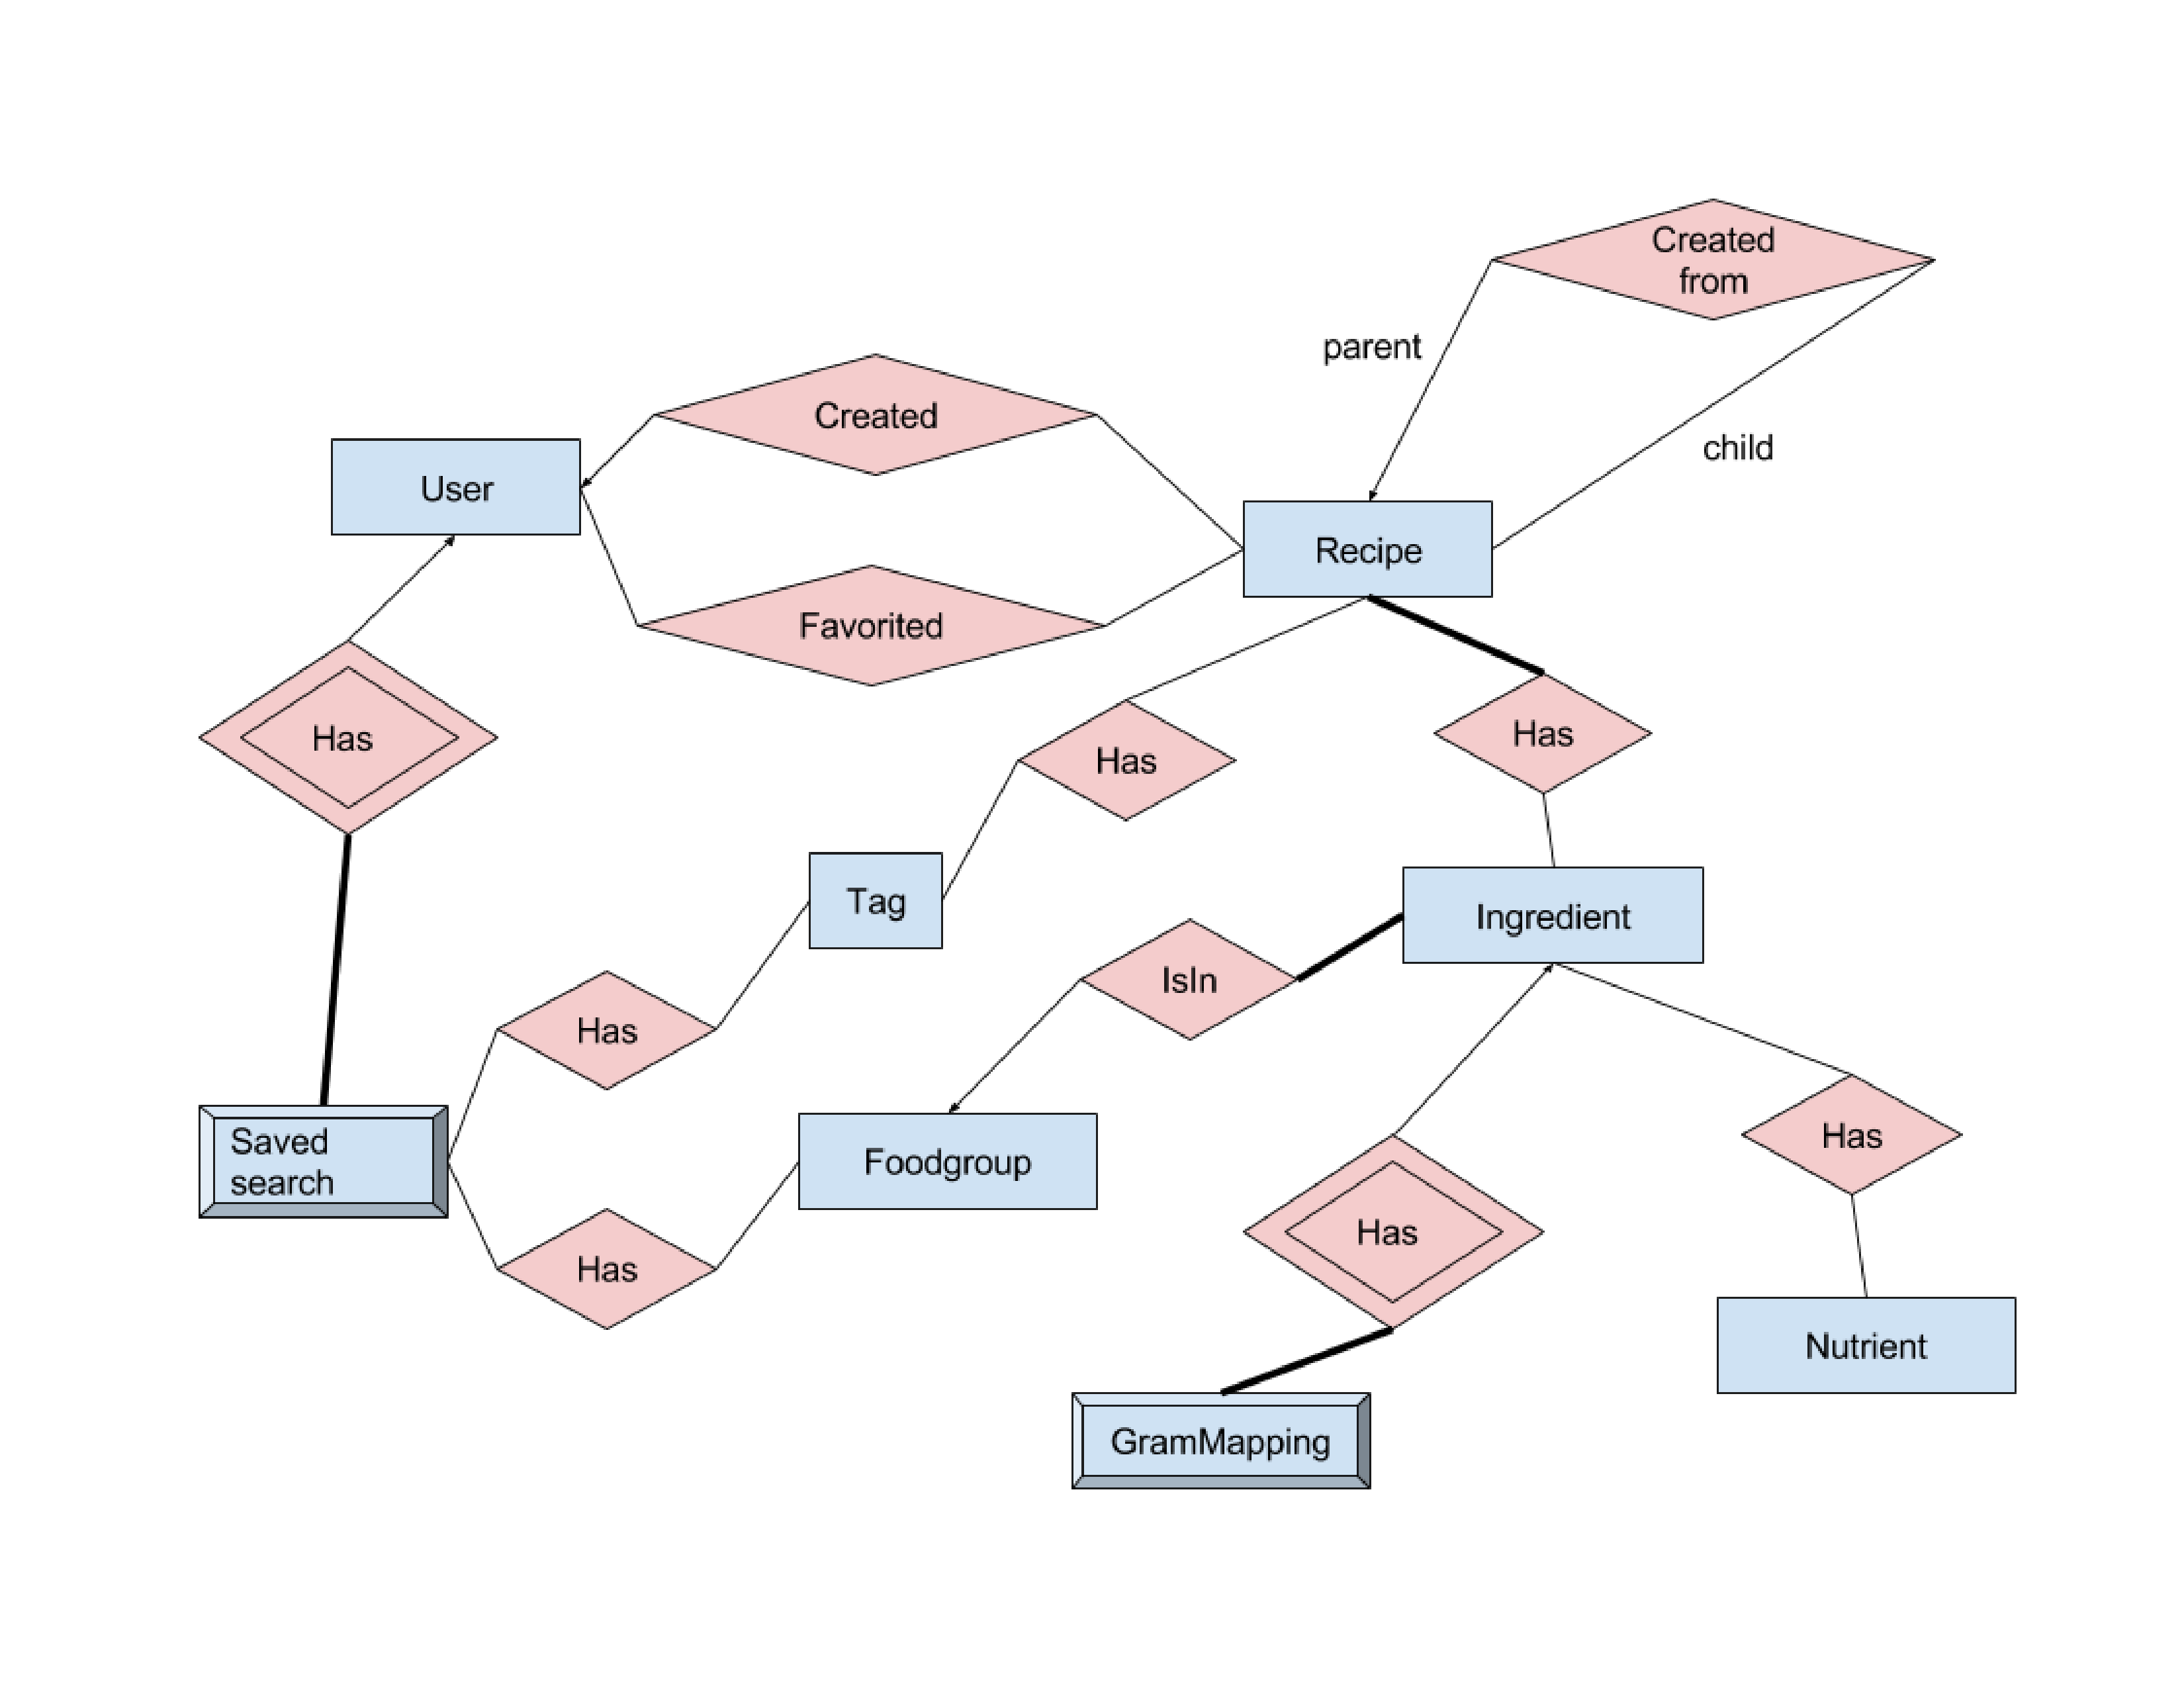 Created
from
parent
Created
child
User
Recipe
Favorited
Has
Has
Has
Tag
Ingredient
IsIn
Has
Saved
search
Foodgroup
Has
Has
Has
Nutrient
GramMapping